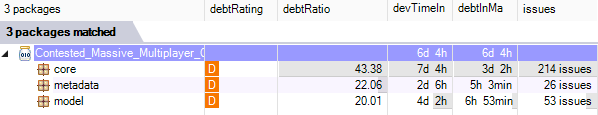 3 packages debtRating debtRatio devTimeIn debtInMa issues
3 packages matched
Contested_Massive_Multiplayer_ 6d 4h 6d 4h
core D 43.38 7d 4h 3d 2h 214 issues
metadata D 22.06 2d 6h 5h 3min 26 issues
model D 20.01 4d 2h 6h 53min 53 issues